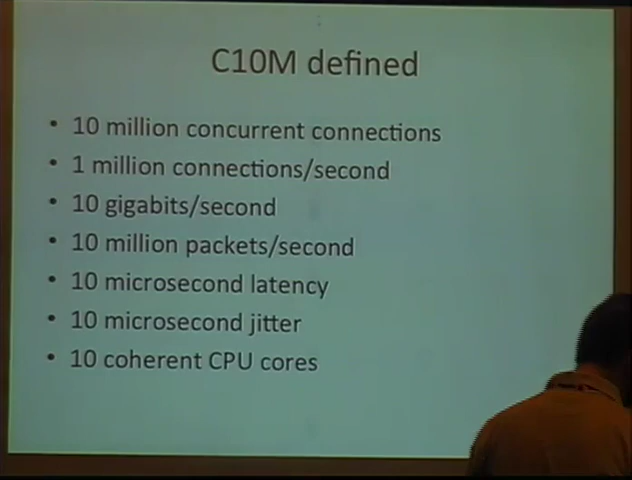 C10M defined
• 10 million concurrent connections
• 1 million connections/second
• 10 gigabits/second
• 10 million packets/second
• 10 microsecond latency
• 10 microsecond jitter
• 10 coherent CPU cores